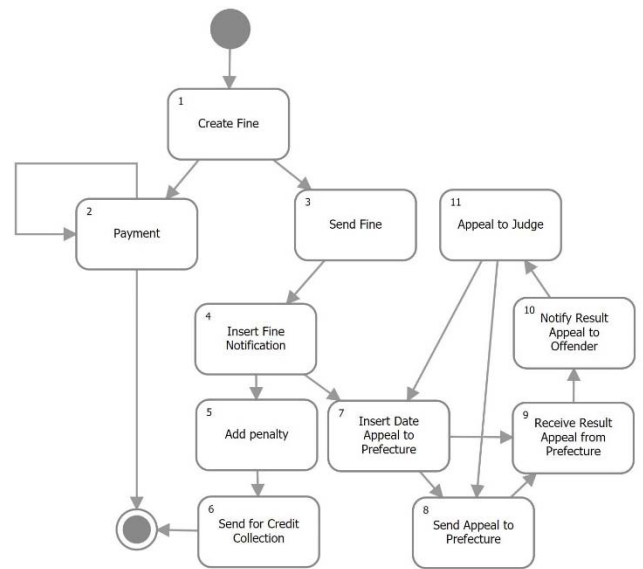 1
Create Fine
2
Payment
3
Send Fine
11
Appeal to Judge
4
Insert Fine
Notification
10
Notify Result
Appeal to
Offender
5
Add penalty
7
Insert Date
Appeal to
Prefecture
9
Receive Result
Appeal from
Prefecture
6
Send for Credit
Collection
8
Send Appeal to
Prefecture